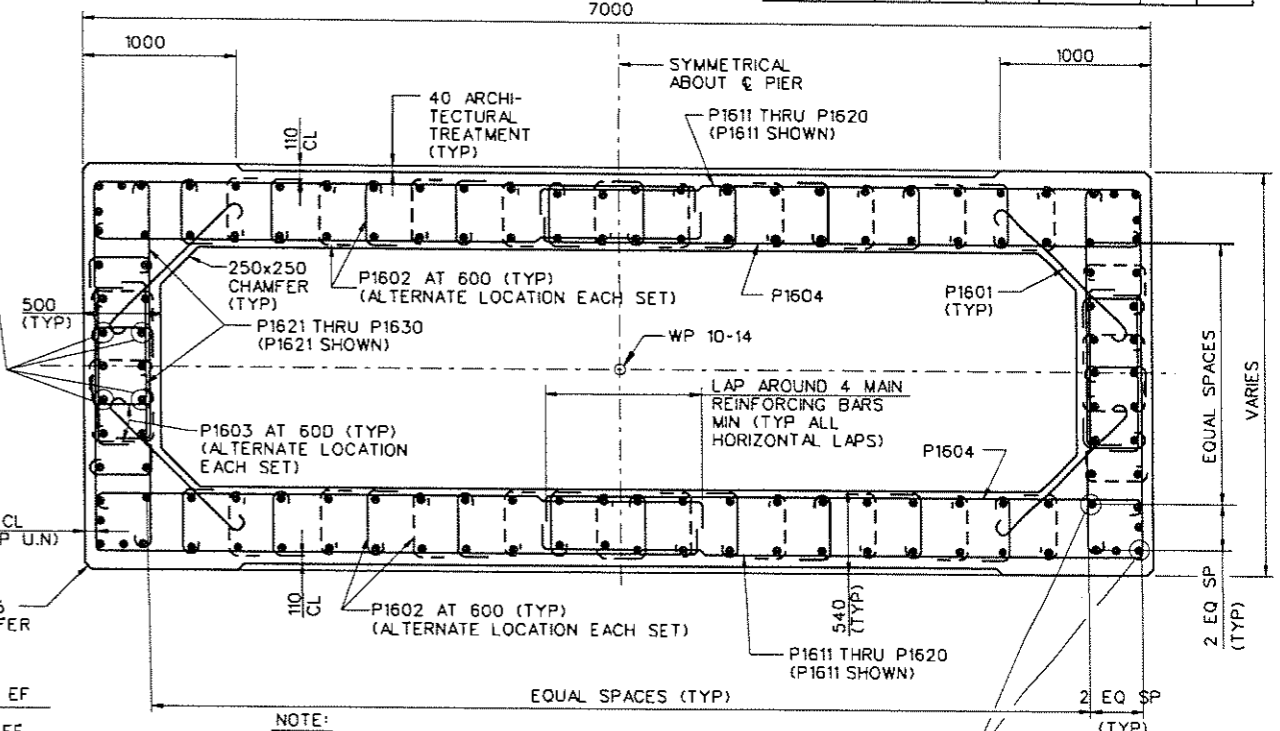 7000
1000
SYMMETRICAL
ABOUT ℄ PIER
1000
40 ARCHI-
TECTURAL
TREATMENT
(TYP)
110
CL
P1611 THRU P1620
(P1611 SHOWN)
250x250
CHAMFER
(TYP)
P1602 AT 600 (TYP)
(ALTERNATE LOCATION EACH SET)
P1604
P1601
(TYP)
500
(TYP)
P1621 THRU P1630
(P1621 SHOWN)
WP 10-14
EQUAL SPACES
VARIES
LAP AROUND 4 MAIN
REINFORCING BARS
MIN (TYP ALL
HORIZONTAL LAPS)
P1603 AT 600 (TYP)
(ALTERNATE LOCATION
EACH SET)
P1604
CL
P U.N)
110
CL
P1602 AT 600 (TYP)
(ALTERNATE LOCATION EACH SET)
540
(TYP)
2 EQ SP
(TYP)
FER
P1611 THRU P1620
(P1611 SHOWN)
EF
EQUAL SPACES (TYP)
2 EQ SP
(TYP)
EF
NOTE: